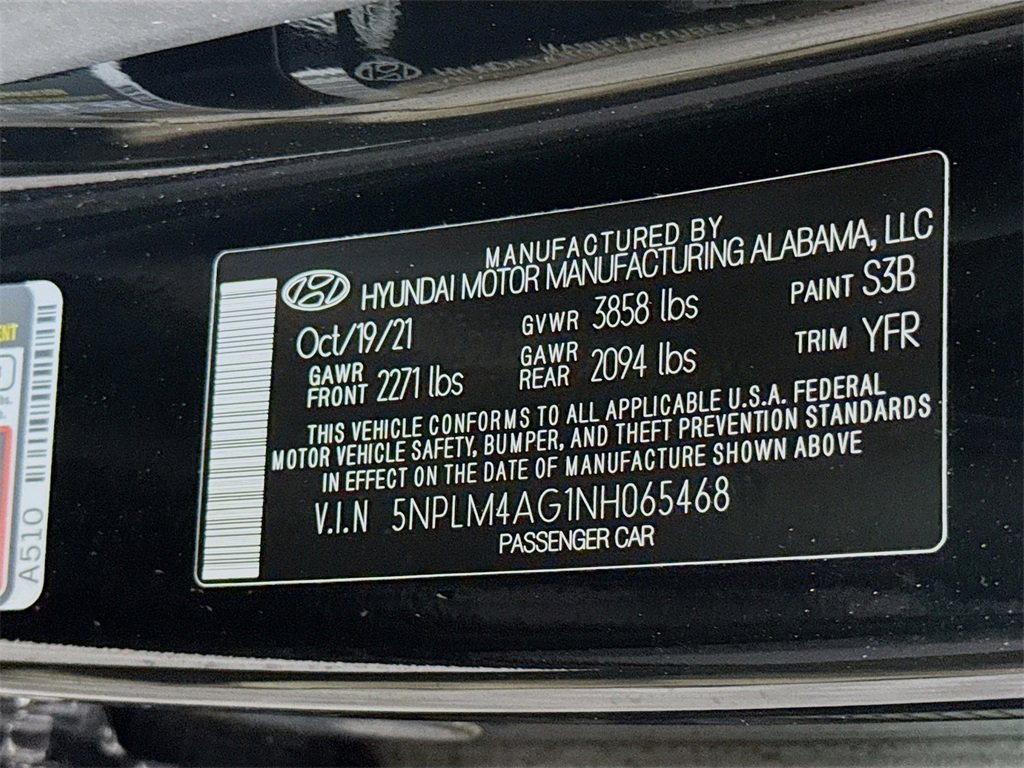 MANUFACTURED BY
HYUNDAI MOTOR MANUFACTURING ALABAMA, LLC
Oct/19/21 GVWR 3858 lbs PAINT S3B
GAWR FRONT 2271 lbs GAWR REAR 2094 lbs TRIM YFR
THIS VEHICLE CONFORMS TO ALL APPLICABLE U.S.A. FEDERAL
MOTOR VEHICLE SAFETY, BUMPER, AND THEFT PREVENTION STANDARDS
IN EFFECT ON THE DATE OF MANUFACTURE SHOWN ABOVE
V.I.N 5NPLM4AG1NH065468
PASSENGER CAR
A510